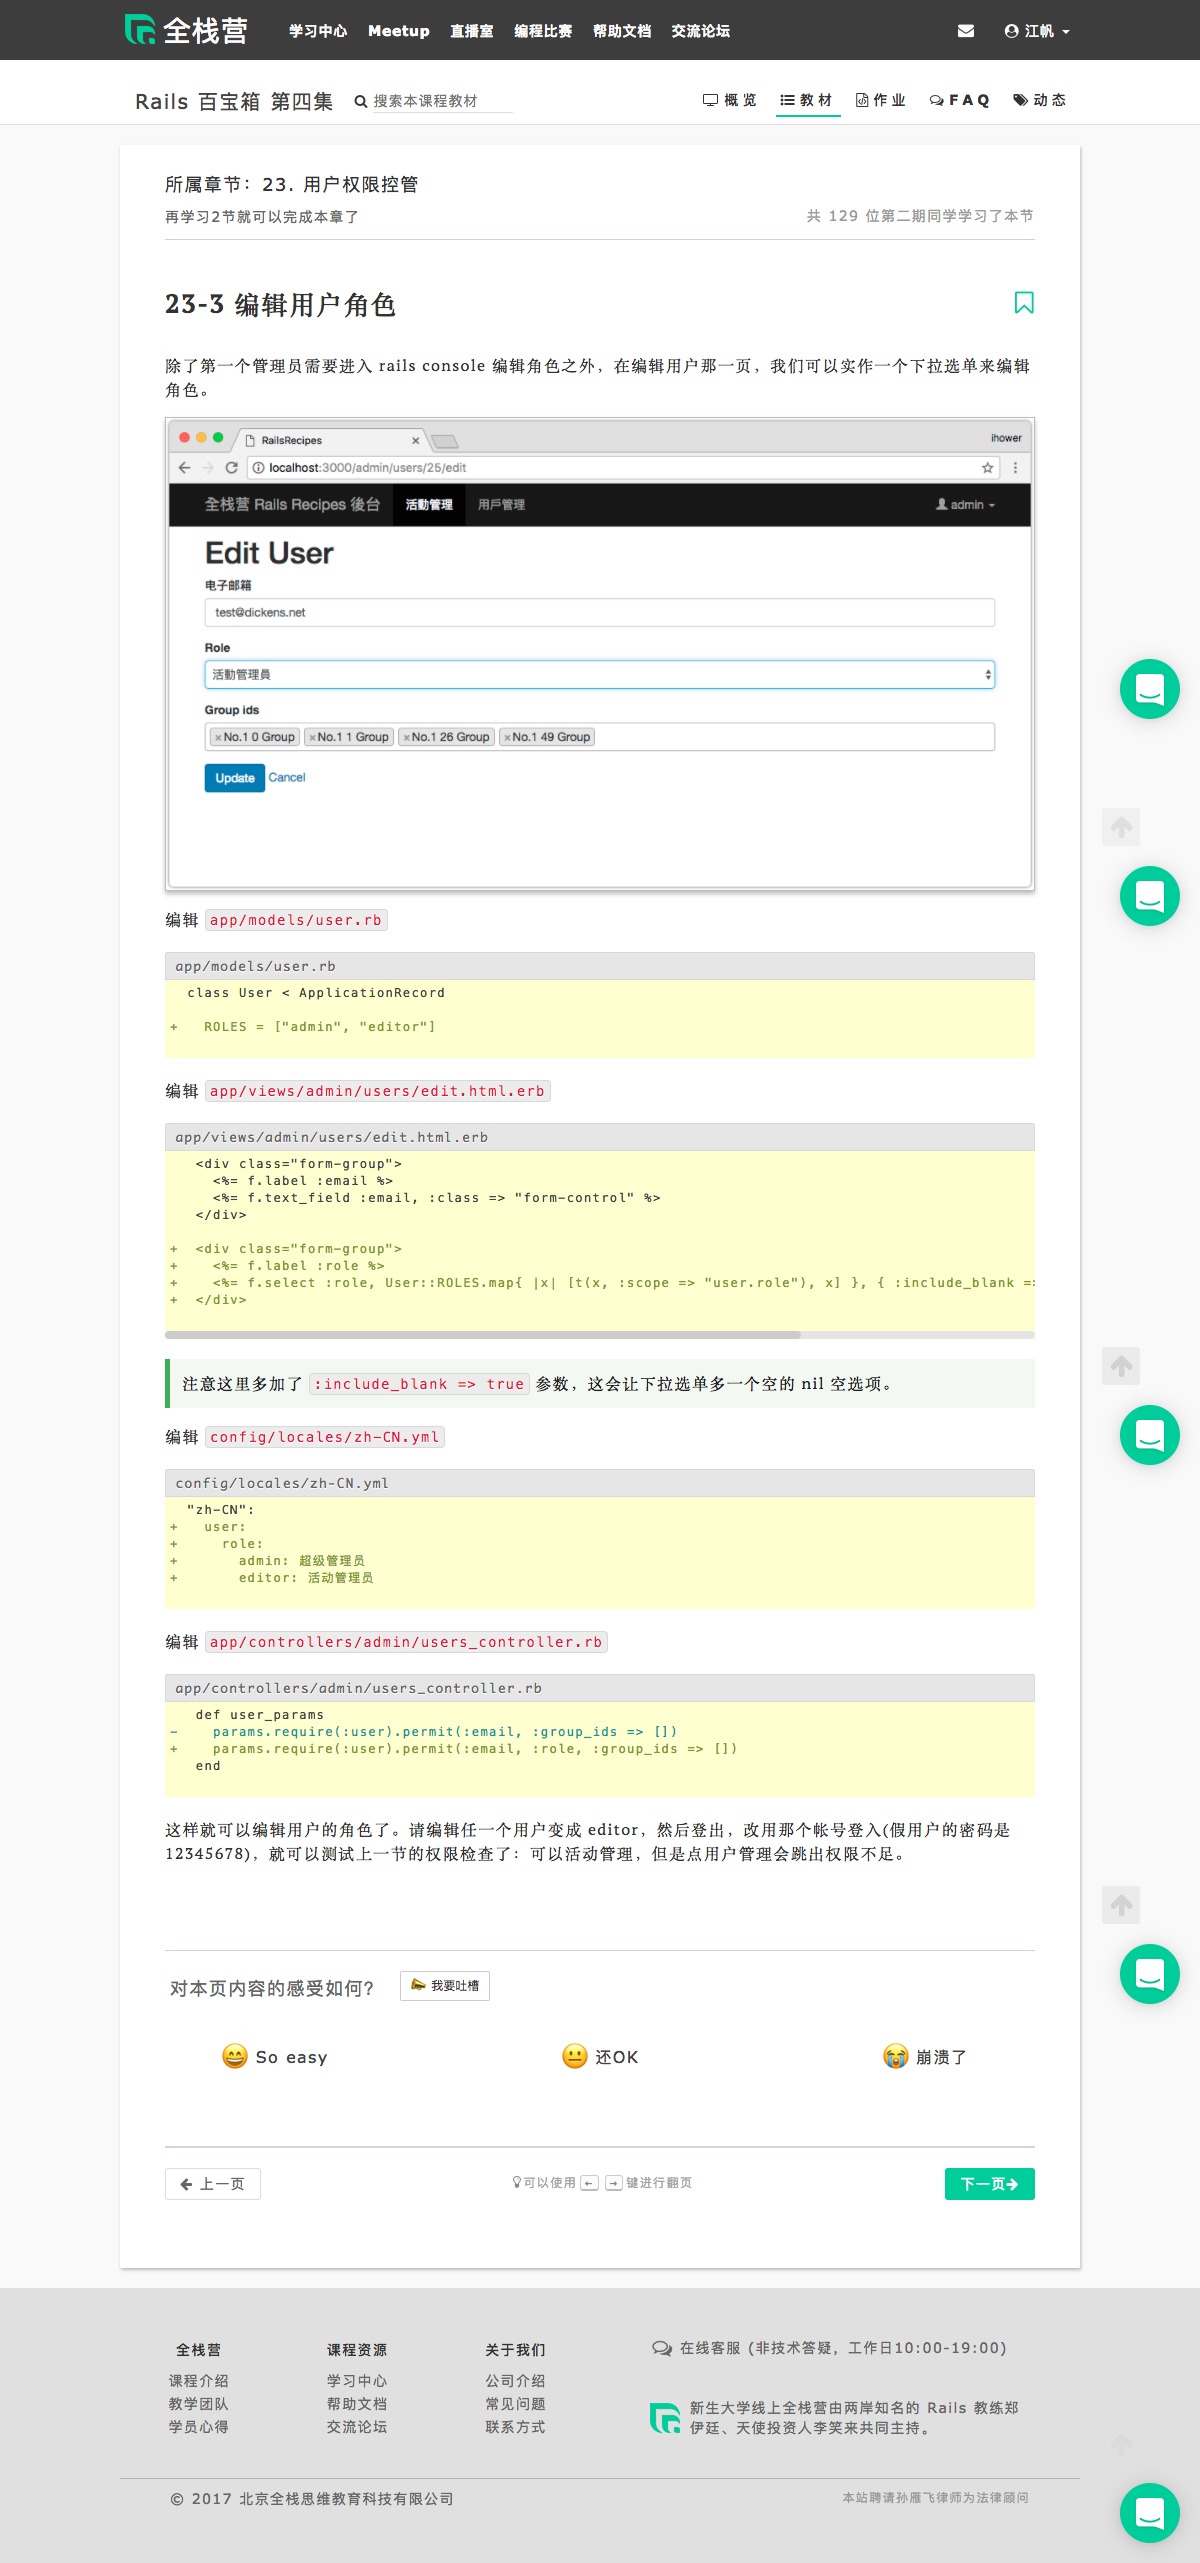 全栈营
学习中心 Meetup 直播室 编程比赛 帮助文档 交流论坛 江帆
Rails 百宝箱 第四集 搜索本课程教材 概览 教材 作业 FAQ 动态
所属章节：23. 用户权限控管
再学习2节就可以完成本章了 共 129 位第二期同学学习了本节
23-3 编辑用户角色
除了第一个管理员需要进入 rails console 编辑角色之外，在编辑用户那一页，我们可以实作一个下拉选单来编辑
角色。
RailsRecipes ihower
localhost:3000/admin/users/25/edit
全栈营 Rails Recipes 後台 活動管理 用戶管理 admin
Edit User
电子邮箱
test@dickens.net
Role
活動管理員
Group ids
×No.1 0 Group ×No.1 1 Group ×No.1 26 Group ×No.1 49 Group
Update Cancel
编辑 app/models/user.rb
app/models/user.rb
class User < ApplicationRecord
+ ROLES = ["admin", "editor"]
编辑 app/views/admin/users/edit.html.erb
app/views/admin/users/edit.html.erb
<div class="form-group">
<%= f.label :email %>
<%= f.text_field :email, :class => "form-control" %>
</div>
+ <div class="form-group">
+ <%= f.label :role %>
+ <%= f.select :role, User::ROLES.map{ |x| [t(x, :scope => "user.role"), x] }, { :include_blank =>
+ </div>
注意这里多加了 :include_blank => true 参数，这会让下拉选单多一个空的 nil 空选项。
编辑 config/locales/zh-CN.yml
config/locales/zh-CN.yml
"zh-CN":
+ user:
+ role:
+ admin: 超级管理员
+ editor: 活动管理员
编辑 app/controllers/admin/users_controller.rb
app/controllers/admin/users_controller.rb
def user_params
- params.require(:user).permit(:email, :group_ids => [])
+ params.require(:user).permit(:email, :role, :group_ids => [])
end
这样就可以编辑用户的角色了。请编辑任一个用户变成 editor，然后登出，改用那个帐号登入(假用户的密码是
12345678)，就可以测试上一节的权限检查了：可以活动管理，但是点用户管理会跳出权限不足。
对本页内容的感受如何? 我要吐槽
So easy 还OK 崩溃了
← 上一页 可以使用 ← → 键进行翻页 下一页→
全栈营 课程资源 关于我们 在线客服 (非技术答疑，工作日10:00-19:00)
课程介绍 学习中心 公司介绍
教学团队 帮助文档 常见问题 新生大学线上全栈营由两岸知名的 Rails 教练郑
学员心得 交流论坛 联系方式 伊廷、天使投资人李笑来共同主持。
© 2017 北京全栈思维教育科技有限公司 本站聘请孙雁飞律师为法律顾问